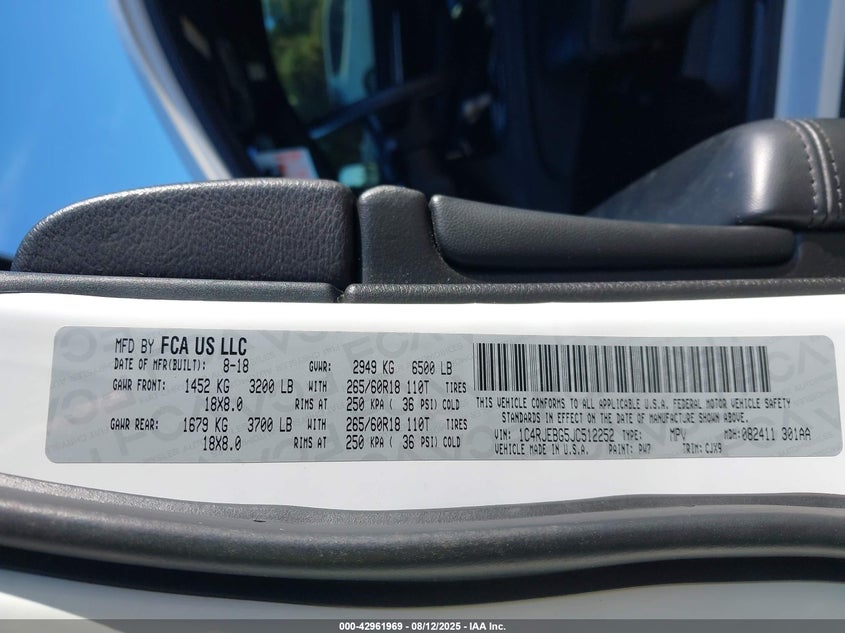 MFD BY FCA US LLC
DATE OF MFR(BUILT): 8-18 GVWR: 2949 KG 6500 LB
GAWR FRONT: 1452 KG 3200 LB WITH 265/60R18 110T TIRES
18X8.0 RIMS AT 250 KPA ( 36 PSI) COLD
GAWR REAR: 1679 KG 3700 LB WITH 265/60R18 110T TIRES
18X8.0 RIMS AT 250 KPA ( 36 PSI) COLD
THIS VEHICLE CONFORMS TO ALL APPLICABLE U.S.A. FEDERAL MOTOR VEHICLE SAFETY
STANDARDS IN EFFECT ON THE DATE OF MANUFACTURE SHOWN ABOVE.
VIN: 1C4RJEBG5JC512252 TYPE: MPV MDH: 082411 301AA
VEHICLE MADE IN U.S.A. PAINT: PW7 TRIM: CJX9
000-42961969 - 08/12/2025 - IAA Inc.